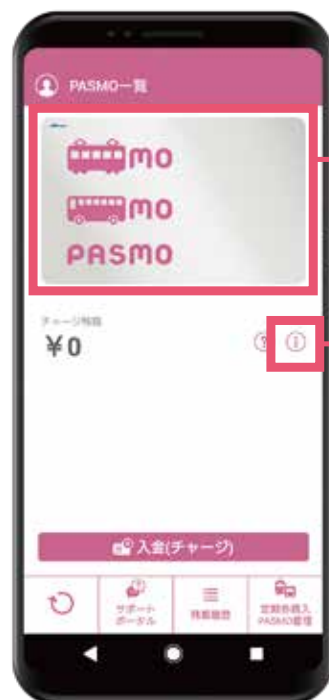 PASMO一覧
mo
mo
PASMO
チャージ残額
¥0
?
i
入金(チャージ)
サポート
ポータル
残額履歴
定期券購入
PASMO管理